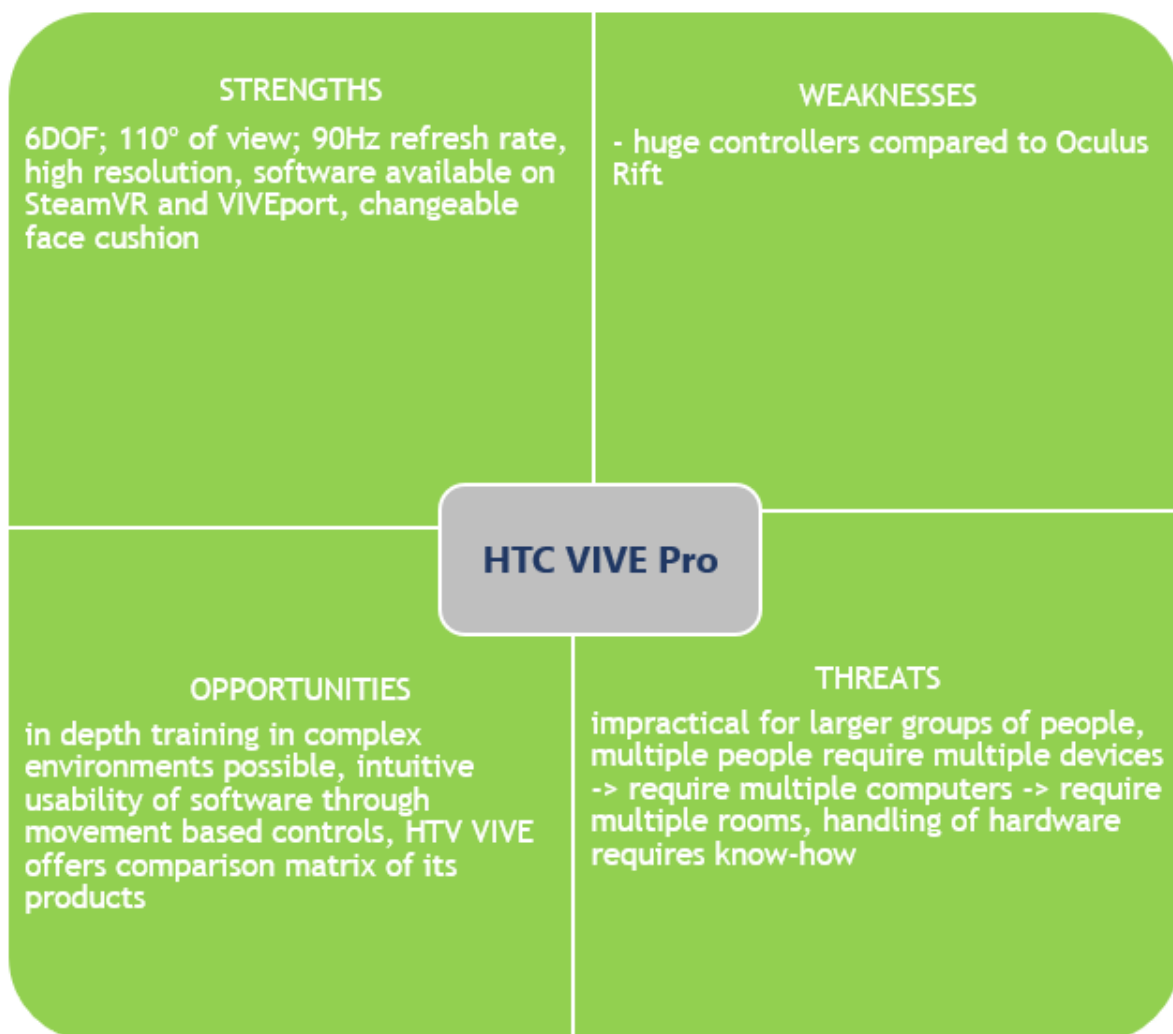 STRENGTHS
6DOF; 110° of view; 90Hz refresh rate,
high resolution, software available on
SteamVR and VIVEport, changeable
face cushion
WEAKNESSES
- huge controllers compared to Oculus
Rift
HTC VIVE Pro
OPPORTUNITIES
in depth training in complex
environments possible, intuitive
usability of software through
movement based controls, HTV VIVE
offers comparison matrix of its
products
THREATS
impractical for larger groups of people,
multiple people require multiple devices
-> require multiple computers -> require
multiple rooms, handling of hardware
requires know-how